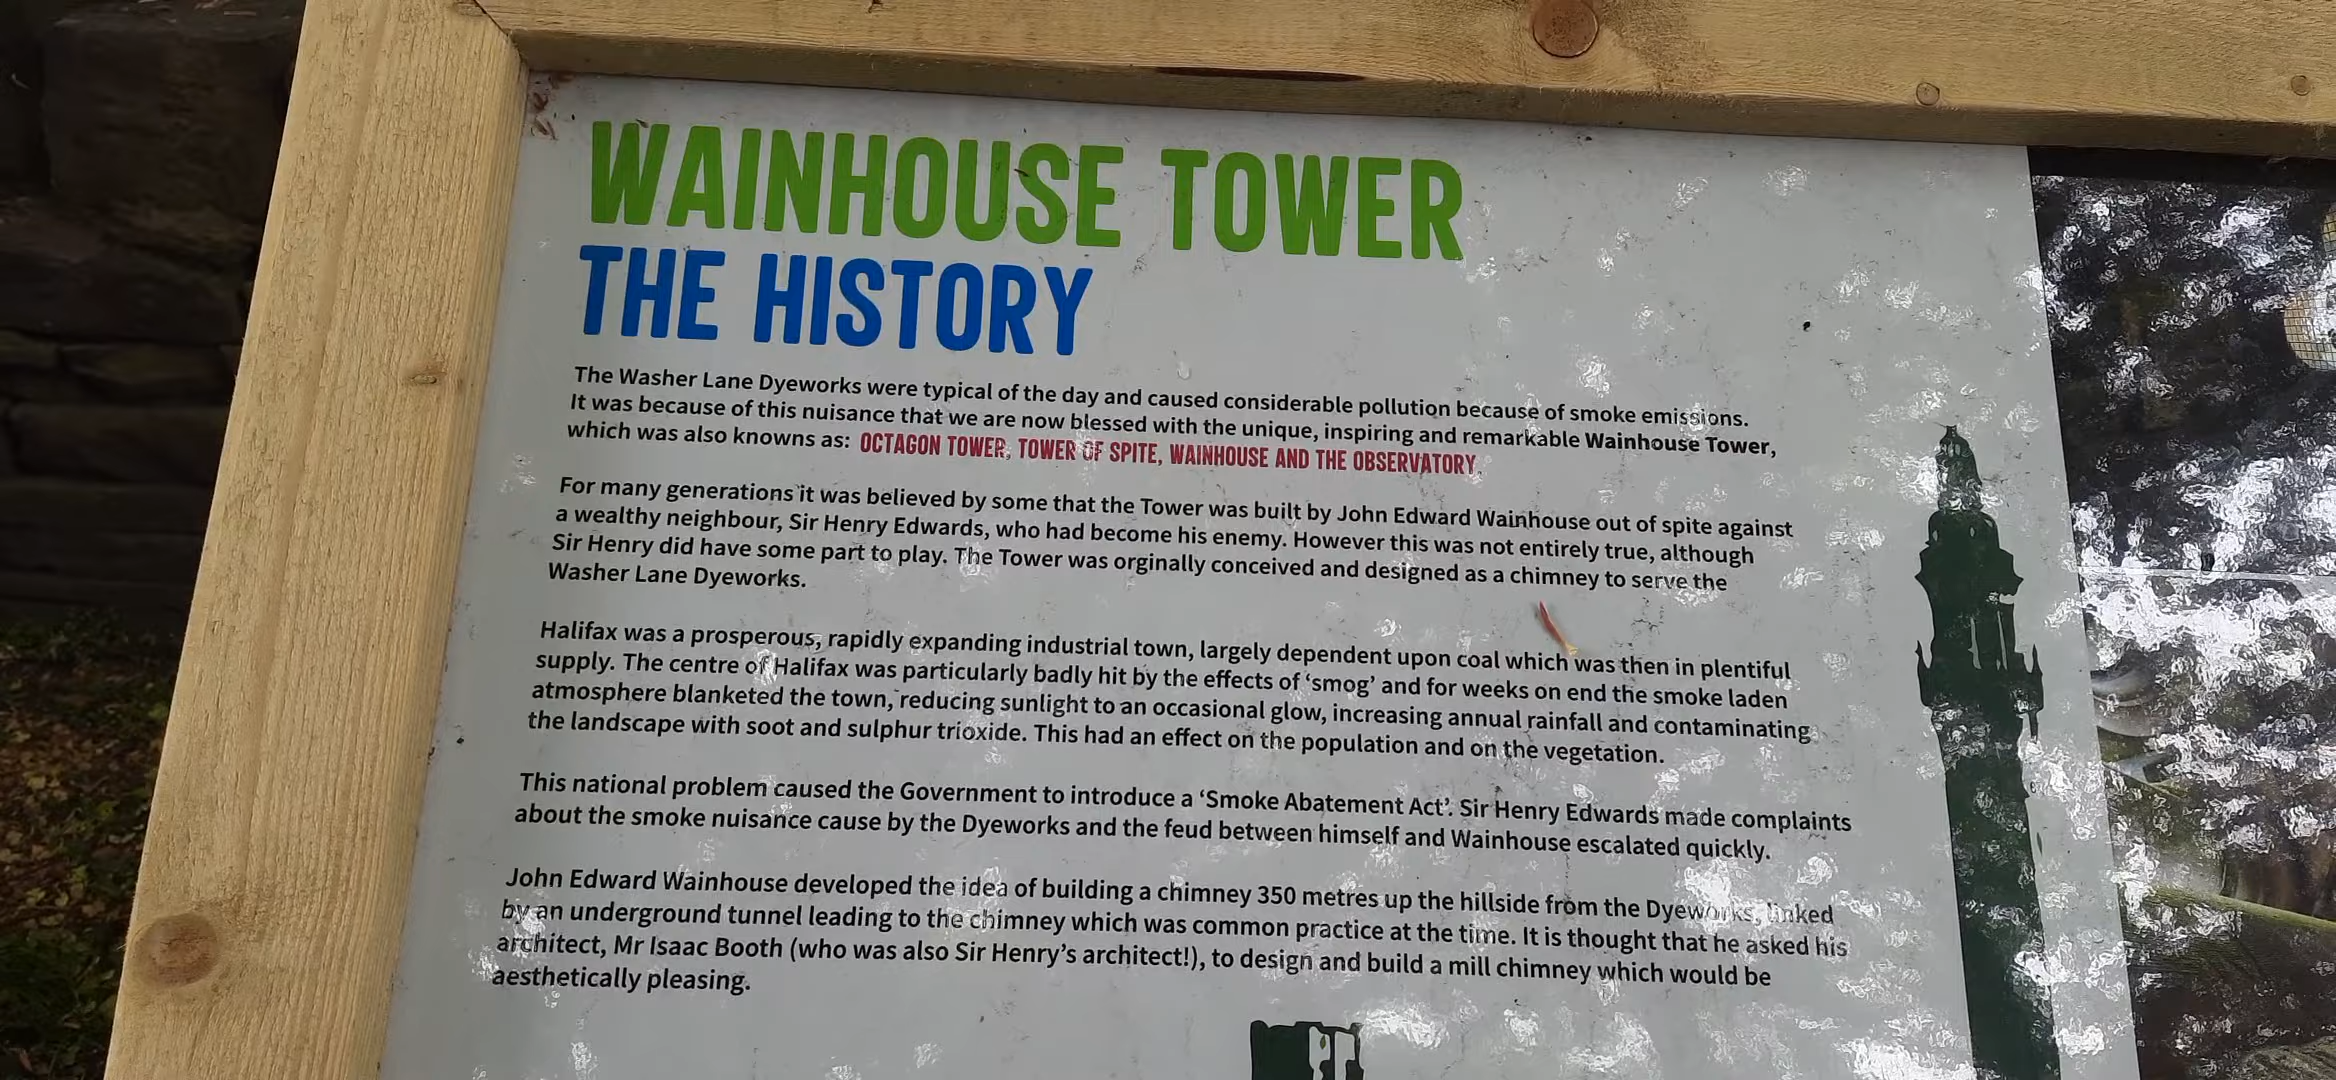 WAINHOUSE TOWER
THE HISTORY
The Washer Lane Dyeworks were typical of the day and caused considerable pollution because of smoke emissions.
It was because of this nuisance that we are now blessed with the unique, inspiring and remarkable Wainhouse Tower,
which was also knowns as: OCTAGON TOWER, TOWER OF SPITE, WAINHOUSE AND THE OBSERVATORY.
For many generations it was believed by some that the Tower was built by John Edward Wainhouse out of spite against
a wealthy neighbour, Sir Henry Edwards, who had become his enemy. However this was not entirely true, although
Sir Henry did have some part to play. The Tower was orginally conceived and designed as a chimney to serve the
Washer Lane Dyeworks.
Halifax was a prosperous, rapidly expanding industrial town, largely dependent upon coal which was then in plentiful
supply. The centre of Halifax was particularly badly hit by the effects of ‘smog’ and for weeks on end the smoke laden
atmosphere blanketed the town, reducing sunlight to an occasional glow, increasing annual rainfall and contaminating
the landscape with soot and sulphur trioxide. This had an effect on the population and on the vegetation.
This national problem caused the Government to introduce a ‘Smoke Abatement Act’. Sir Henry Edwards made complaints
about the smoke nuisance cause by the Dyeworks and the feud between himself and Wainhouse escalated quickly.
John Edward Wainhouse developed the idea of building a chimney 350 metres up the hillside from the Dyeworks, linked
by an underground tunnel leading to the chimney which was common practice at the time. It is thought that he asked his
architect, Mr Isaac Booth (who was also Sir Henry’s architect!), to design and build a mill chimney which would be
aesthetically pleasing.